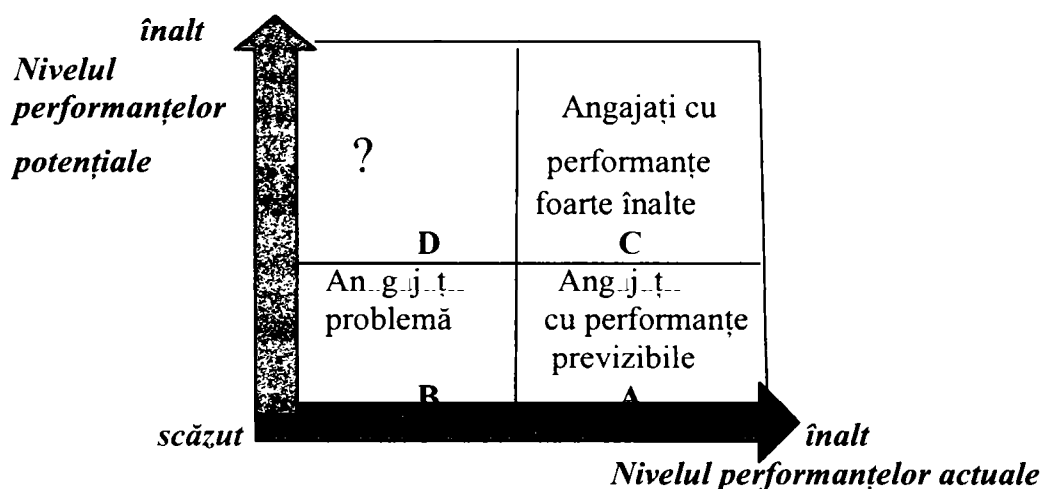 înalt
Nivelul
performanțelor
potențiale
?
D
Angajați cu
performanțe
foarte înalte
C
problemă
B
cu performanțe
previzibile
A
scăzut
înalt
Nivelul performanțelor actuale